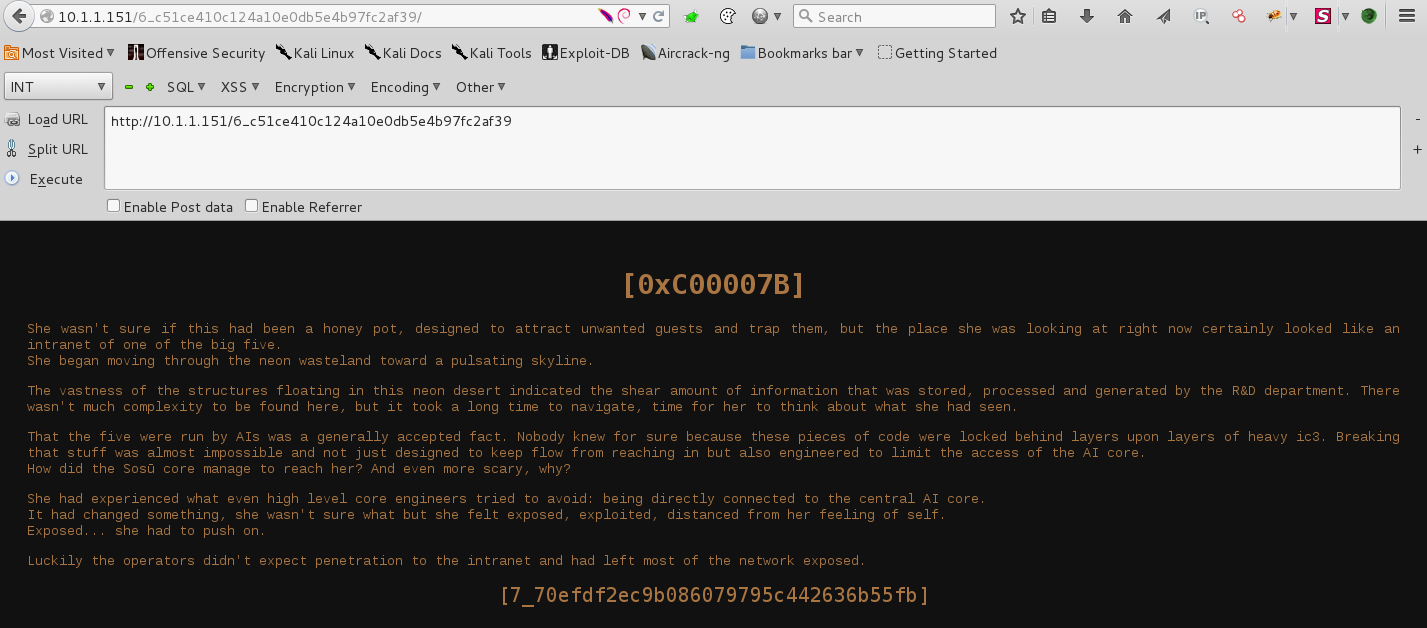 10.1.1.151/6_c51ce410c124a10e0db5e4b97fc2af39/
Search
IP
S
Most Visited
Offensive Security
Kali Linux
Kali Docs
Kali Tools
Exploit-DB
Aircrack-ng
Bookmarks bar
Getting Started
INT
SQL
XSS
Encryption
Encoding
Other
Load URL
http://10.1.1.151/6_c51ce410c124a10e0db5e4b97fc2af39
-
Split URL
+
Execute
Enable Post data
Enable Referrer
[0xC00007B]
She wasn't sure if this had been a honey pot, designed to attract unwanted guests and trap them, but the place she was looking at right now certainly looked like an
intranet of one of the big five.
She began moving through the neon wasteland toward a pulsating skyline.
The vastness of the structures floating in this neon desert indicated the shear amount of information that was stored, processed and generated by the R&D department. There
wasn't much complexity to be found here, but it took a long time to navigate, time for her to think about what she had seen.
That the five were run by AIs was a generally accepted fact. Nobody knew for sure because these pieces of code were locked behind layers upon layers of heavy ic3. Breaking
that stuff was almost impossible and not just designed to keep flow from reaching in but also engineered to limit the access of the AI core.
How did the Sosū core manage to reach her? And even more scary, why?
She had experienced what even high level core engineers tried to avoid: being directly connected to the central AI core.
It had changed something, she wasn't sure what but she felt exposed, exploited, distanced from her feeling of self.
Exposed... she had to push on.
Luckily the operators didn't expect penetration to the intranet and had left most of the network exposed.
[7_70efdf2ec9b086079795c442636b55fb]